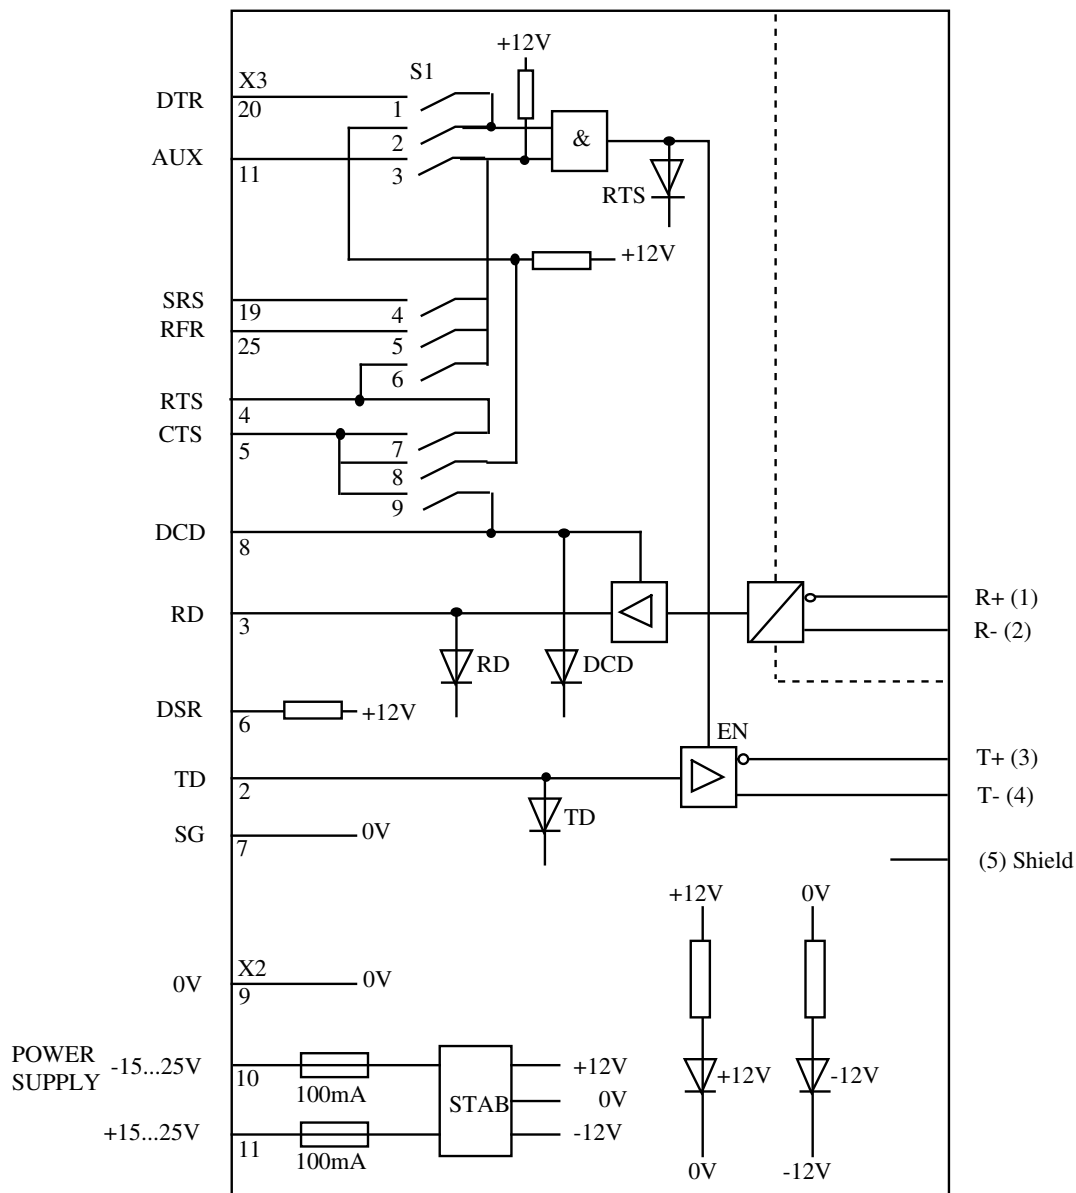 +12V
X3
S1
DTR
20
1
&
2
AUX
11
3
RTS
+12V
SRS
19
4
RFR
25
5
6
RTS
4
CTS
5
7
8
9
DCD
8
R+ (1)
RD
3
R- (2)
RD
DCD
DSR
6
+12V
EN
T+ (3)
TD
2
T- (4)
TD
SG
7
0V
(5) Shield
+12V
0V
X2
0V
9
0V
POWER
SUPPLY
-15...25V
10
100mA
+12V
+12V
-12V
STAB
0V
+15...25V
11
100mA
-12V
0V
-12V